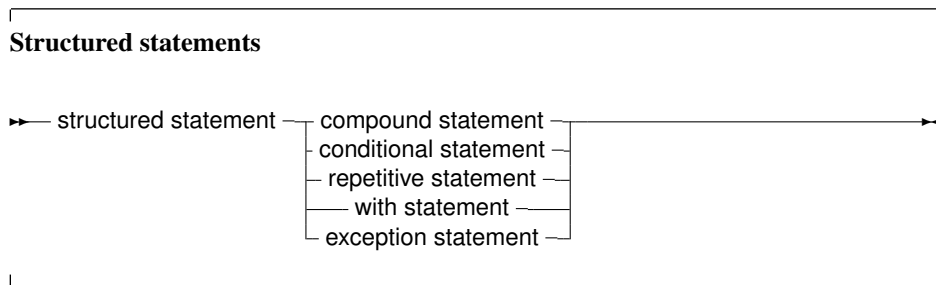 Structured statements
structured statement compound statement
conditional statement
repetitive statement
with statement
exception statement